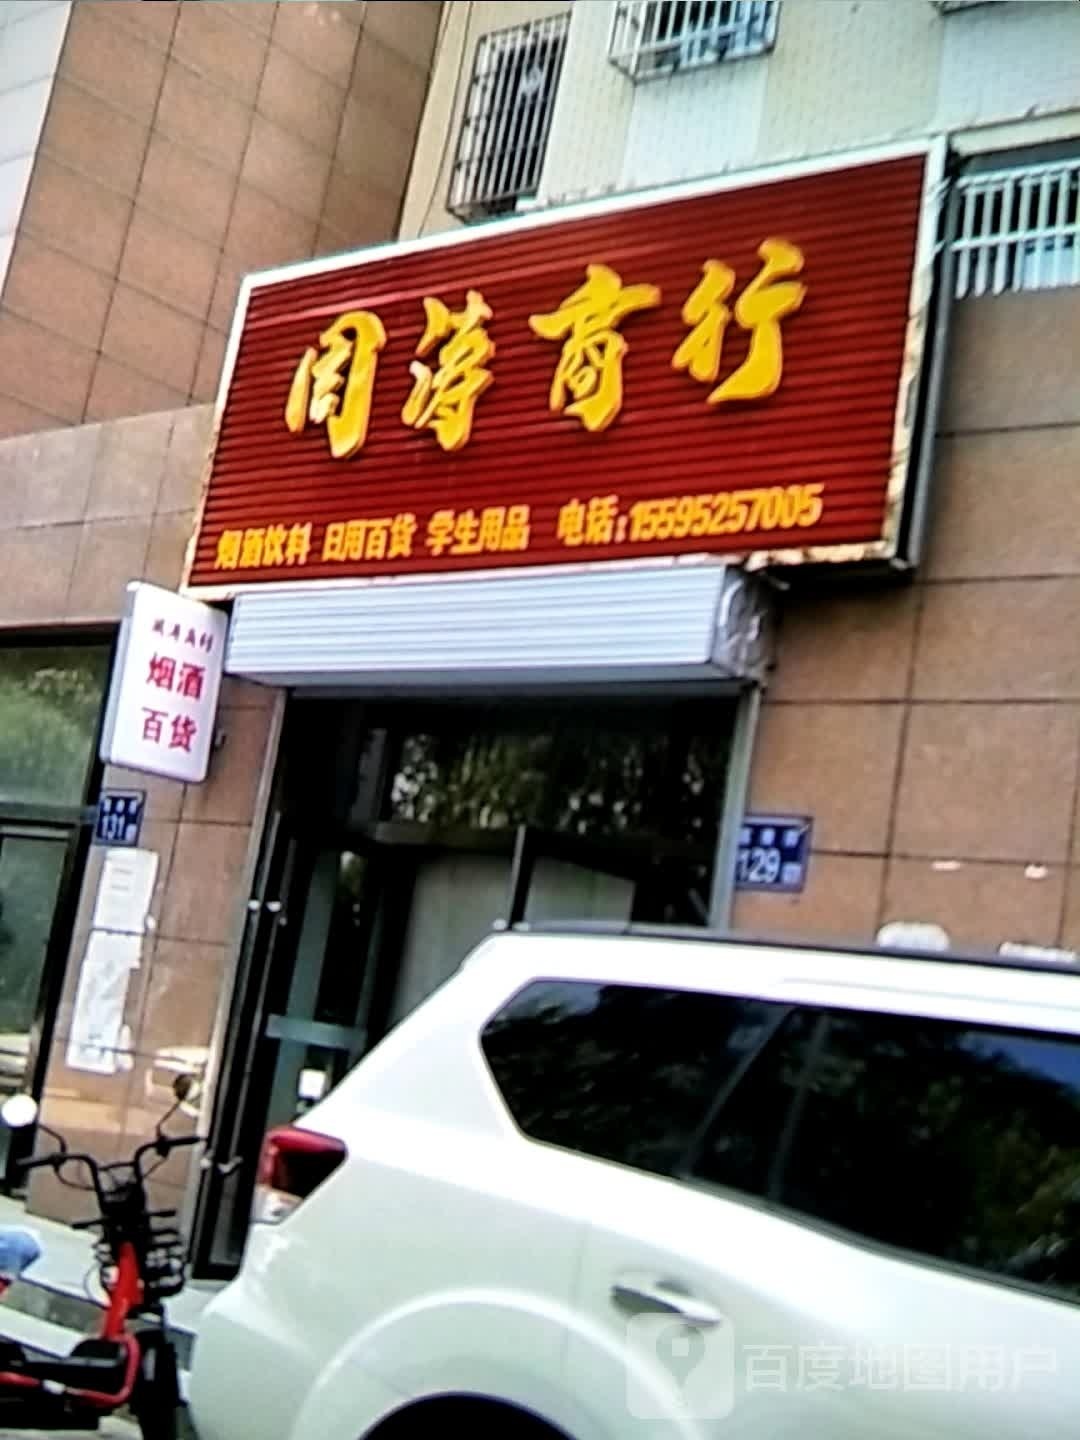 周涛商行
烟酒饮料 日用百货 学生用品 电话:15595257005
烟酒
百货
131
129
百度地图用户